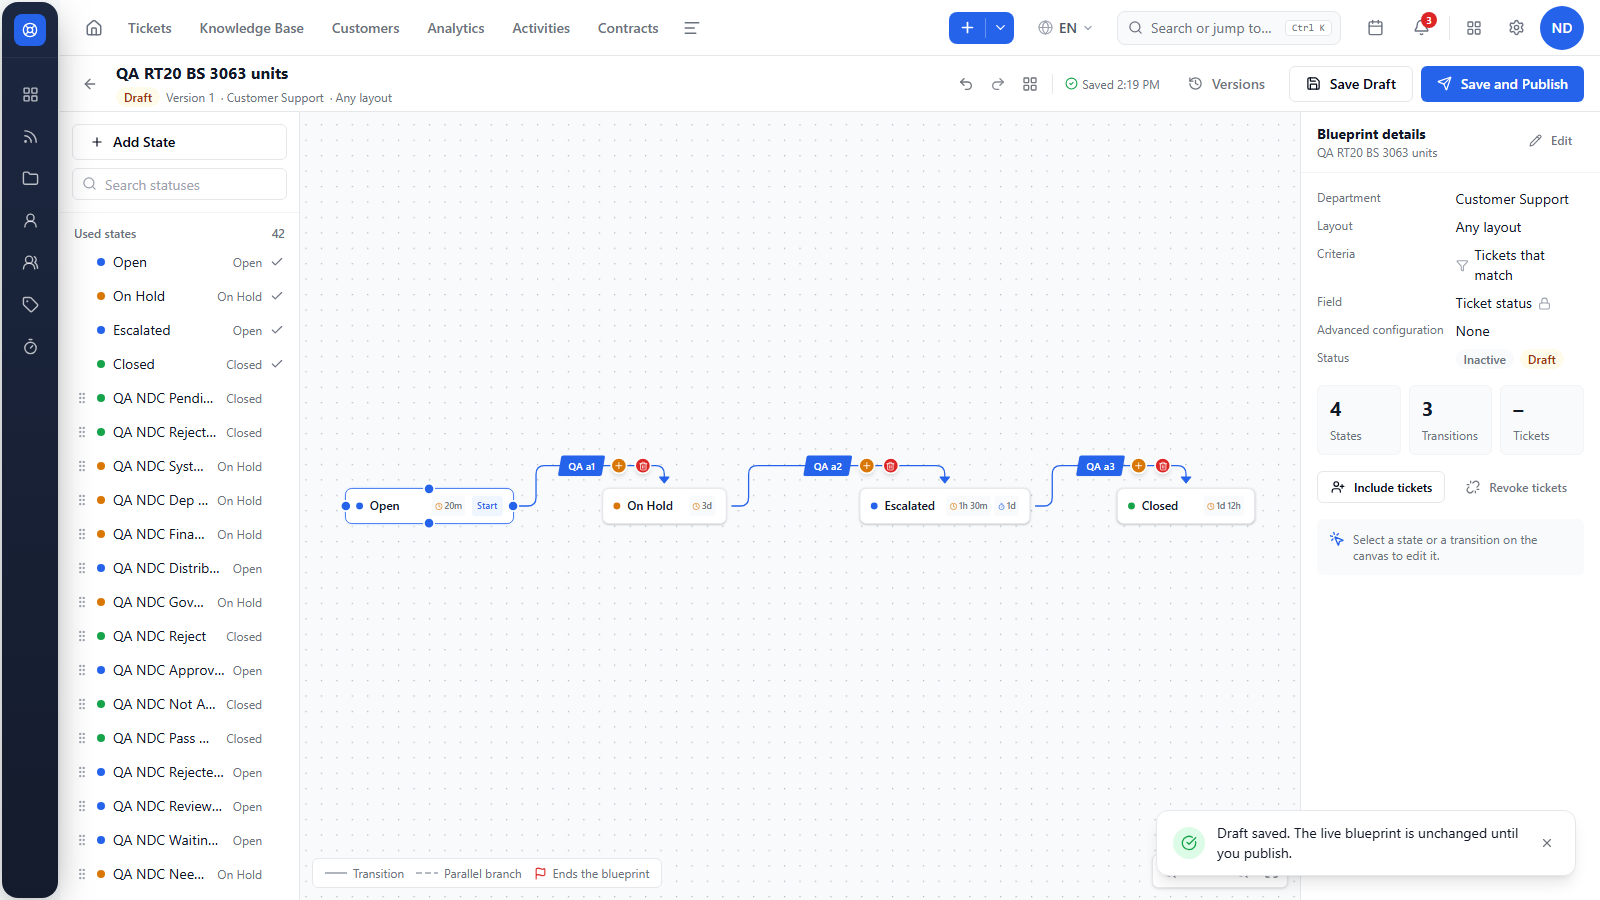 Tickets
Knowledge Base
Customers
Analytics
Activities
Contracts
EN
Search or jump to...
Ctrl K
3
ND
QA RT20 BS 3063 units
Draft
Version 1 · Customer Support · Any layout
Saved 2:19 PM
Versions
Save Draft
Save and Publish
Add State
Search statuses
Used states 42
Open Open
On Hold On Hold
Escalated Open
Closed Closed
QA NDC Pendi... Closed
QA NDC Reject... Closed
QA NDC Syst... On Hold
QA NDC Dep ... On Hold
QA NDC Fina... On Hold
QA NDC Distrib... Open
QA NDC Gov... On Hold
QA NDC Reject Closed
QA NDC Approv... Open
QA NDC Not A... Closed
QA NDC Pass ... Closed
QA NDC Rejecte... Open
QA NDC Review... Open
QA NDC Waitin... Open
QA NDC Nee... On Hold
QA a1
QA a2
QA a3
Open 20m Start
On Hold 3d
Escalated 1h 30m 1d
Closed 1d 12h
Transition
Parallel branch
Ends the blueprint
Blueprint details
QA RT20 BS 3063 units
Edit
Department Customer Support
Layout Any layout
Criteria Tickets that
match
Field Ticket status
Advanced configuration None
Status Inactive Draft
4
States
3
Transitions
–
Tickets
Include tickets
Revoke tickets
Select a state or a transition on the
canvas to edit it.
Draft saved. The live blueprint is unchanged until
you publish.